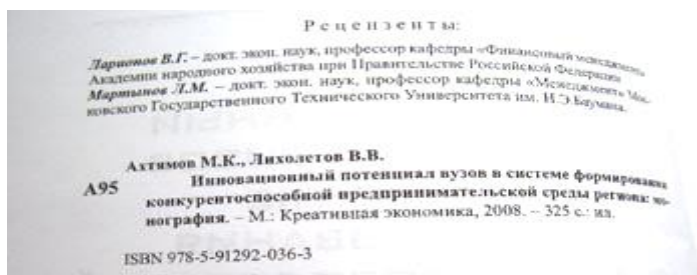 Рецензенты:
Ларионов В.Г. – докт. экон. наук, профессор кафедры «Финансовый менеджмент»
Академии народного хозяйства при Правительстве Российской Федерации
Мартынов Л.М. – докт. экон. наук, профессор кафедры «Менеджмент» Мос-
ковского Государственного Технического Университета им. Н.Э.Баумана.
Ахтямов М.К., Лихолетов В.В.
А95 Инновационный потенциал вузов в системе формирования
конкурентоспособной предпринимательской среды региона: мо-
нография. – М.: Креативная экономика, 2008. – 325 с.: ил.
ISBN 978-5-91292-036-3